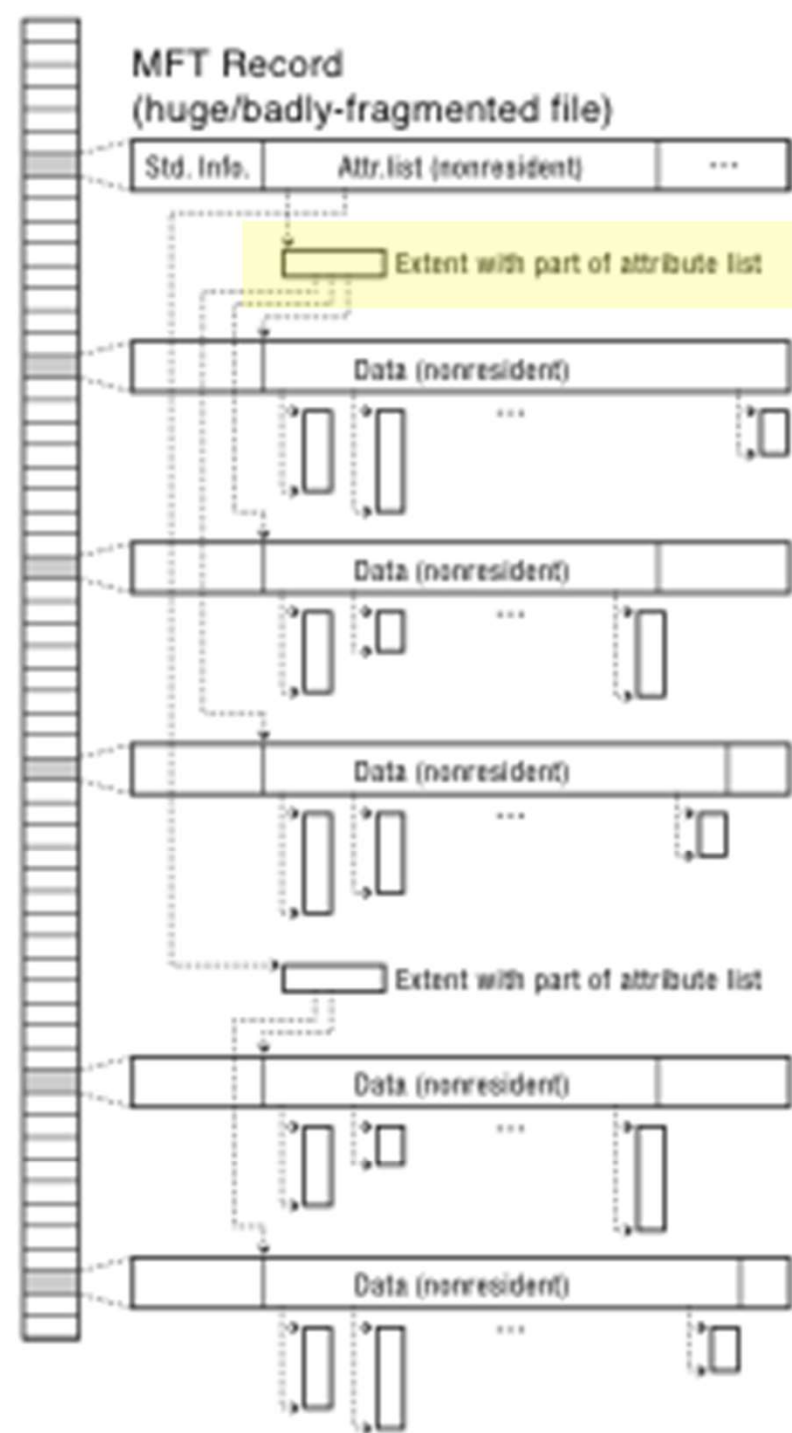 MFT Record
(huge/badly-fragmented file)
Std. Info. Attr.list (nonresident) ...
Extent with part of attribute list
Data (nonresident)
...
Data (nonresident)
...
Data (nonresident)
...
Extent with part of attribute list
Data (nonresident)
...
Data (nonresident)
...